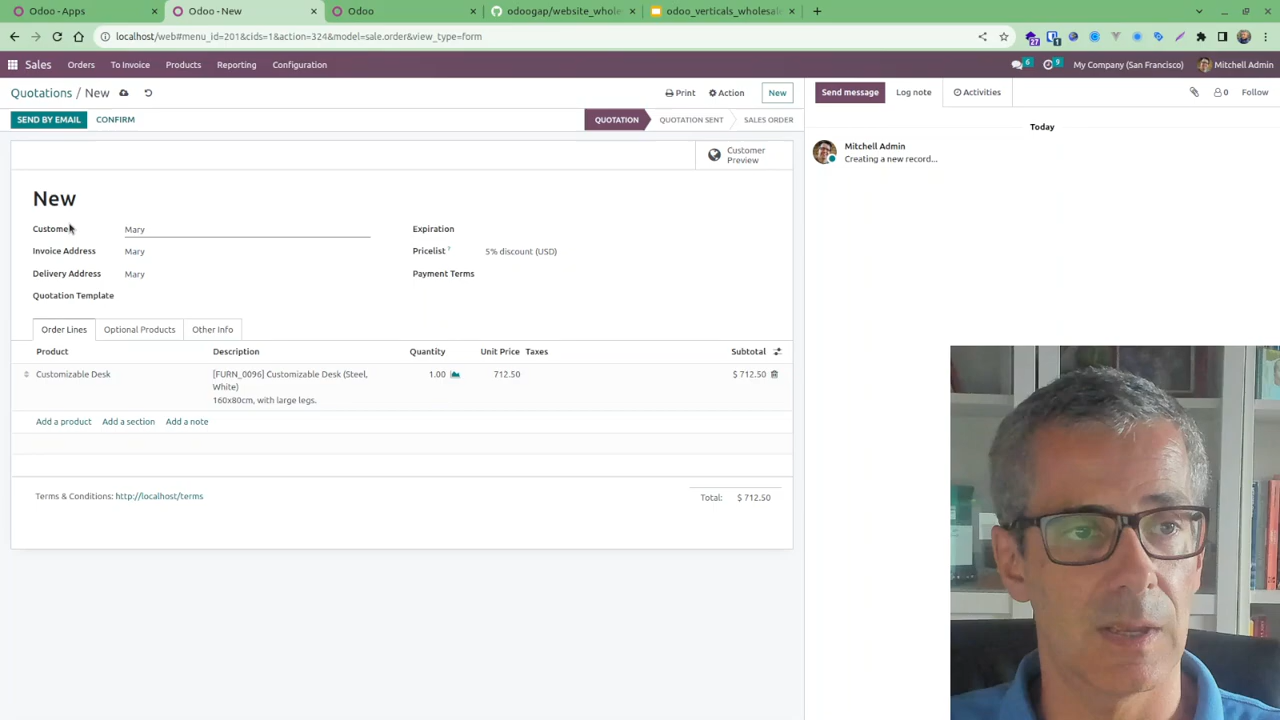 Odoo - Apps
Odoo - New
Odoo
odoogap/website_whole
odoo_verticals_wholesale
localhost/web#menu_id=201&cids=1&action=324&model=sale.order&view_type=form
Sales Orders To Invoice Products Reporting Configuration
6 9 My Company (San Francisco) Mitchell Admin
Quotations / New
Print Action New
SEND BY EMAIL CONFIRM
QUOTATION QUOTATION SENT SALES ORDER
Customer
Preview
New
Customer Mary
Invoice Address Mary
Delivery Address Mary
Quotation Template
Expiration
Pricelist ? 5% discount (USD)
Payment Terms
Order Lines Optional Products Other Info
Product Description Quantity Unit Price Taxes Subtotal
Customizable Desk [FURN_0096] Customizable Desk (Steel, 1.00 712.50 $ 712.50
White)
160x80cm, with large legs.
Add a product Add a section Add a note
Terms & Conditions: http://localhost/terms
Total: $ 712.50
Send message Log note Activities 0 Follow
Today
Mitchell Admin
Creating a new record...